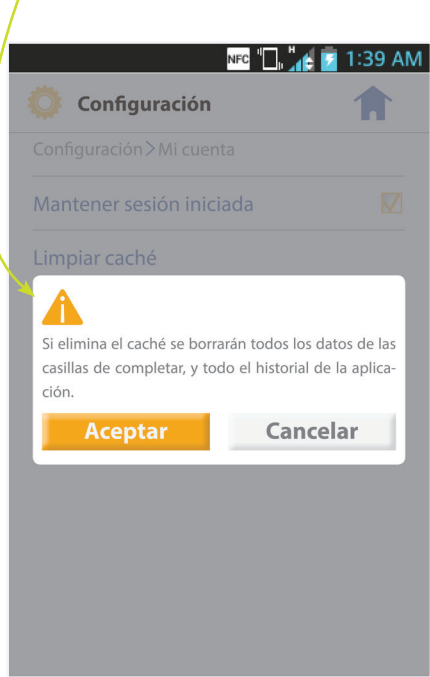 NFC H 1:39 AM
Configuración
Configuración>Mi cuenta
Mantener sesión iniciada
Limpiar caché
Si elimina el caché se borrarán todos los datos de las
casillas de completar, y todo el historial de la aplica-
ción.
Aceptar Cancelar